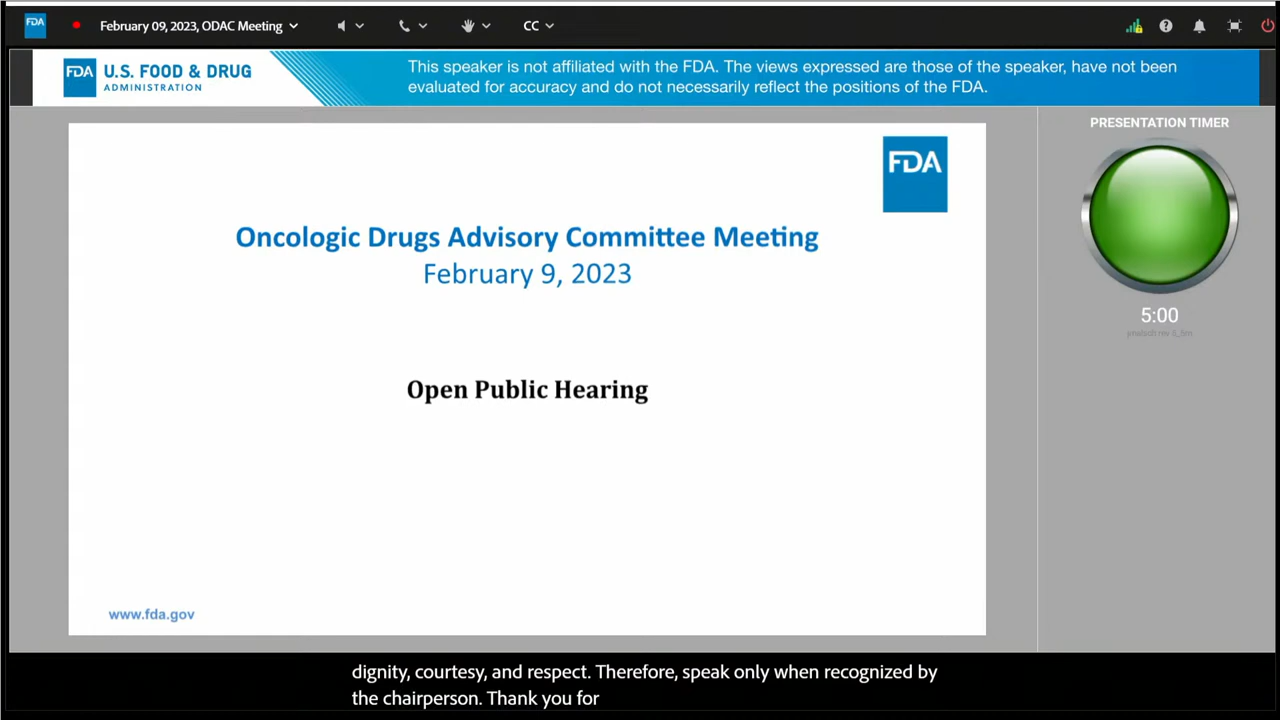 FDA
February 09, 2023, ODAC Meeting
CC
FDA
U.S. FOOD & DRUG
ADMINISTRATION
This speaker is not affiliated with the FDA. The views expressed are those of the speaker, have not been
evaluated for accuracy and do not necessarily reflect the positions of the FDA.
PRESENTATION TIMER
FDA
Oncologic Drugs Advisory Committee Meeting
February 9, 2023
5:00
Open Public Hearing
www.fda.gov
dignity, courtesy, and respect. Therefore, speak only when recognized by
the chairperson. Thank you for